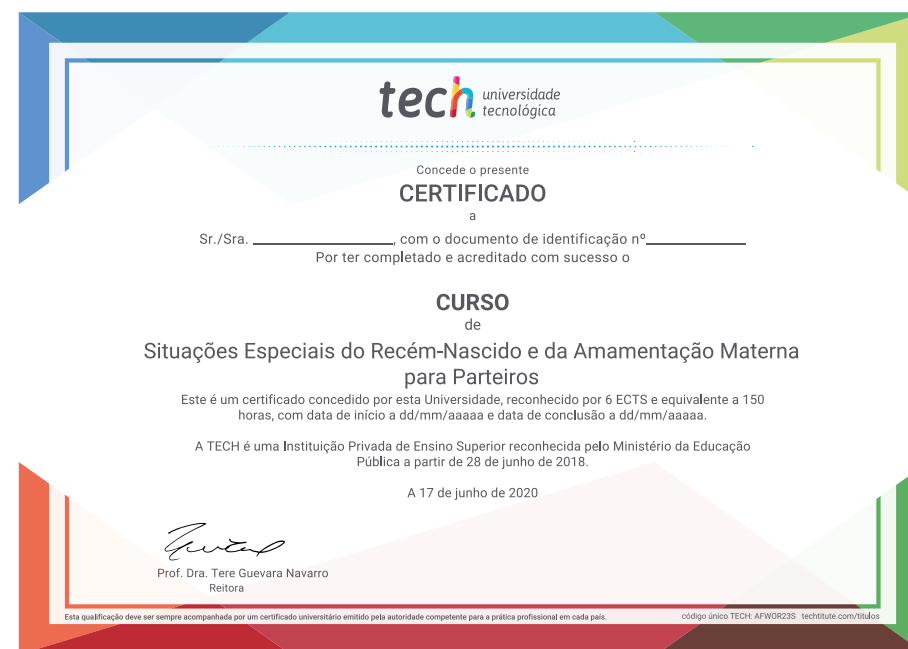 tech universidade
tecnológica
Concede o presente
CERTIFICADO
a
Sr./Sra. ____________________, com o documento de identificação nº______________
Por ter completado e acreditado com sucesso o
CURSO
de
Situações Especiais do Recém-Nascido e da Amamentação Materna
para Parteiros
Este é um certificado concedido por esta Universidade, reconhecido por 6 ECTS e equivalente a 150
horas, com data de início a dd/mm/aaaaa e data de conclusão a dd/mm/aaaaa.
A TECH é uma Instituição Privada de Ensino Superior reconhecida pelo Ministério da Educação
Pública a partir de 28 de junho de 2018.
A 17 de junho de 2020
Prof. Dra. Tere Guevara Navarro
Reitora
Esta qualificação deve ser sempre acompanhada por um certificado universitário emitido pela autoridade competente para a prática profissional em cada país.
código único TECH: AFWOR23S techtitute.com/titulos